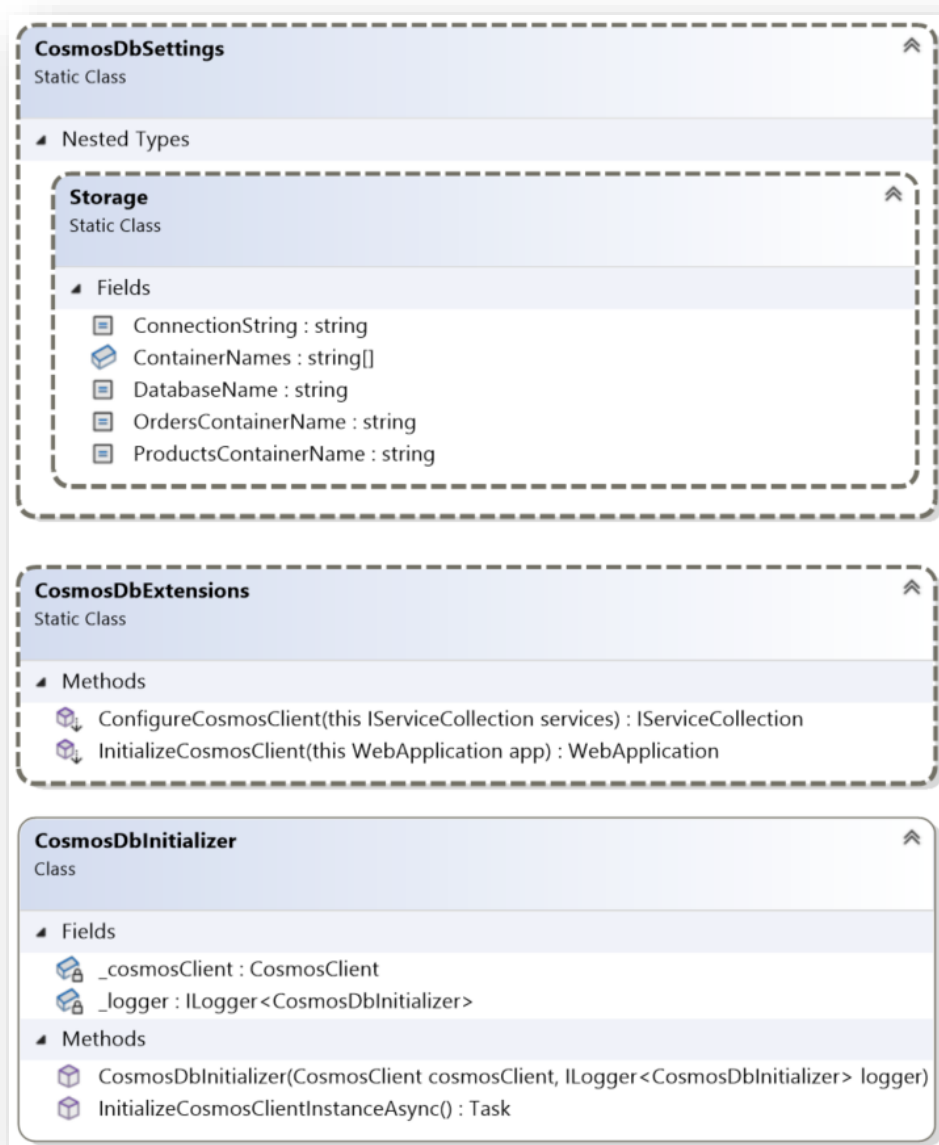 CosmosDbSettings
Static Class
Nested Types
Storage
Static Class
Fields
ConnectionString : string
ContainerNames : string[]
DatabaseName : string
OrdersContainerName : string
ProductsContainerName : string
CosmosDbExtensions
Static Class
Methods
ConfigureCosmosClient(this IServiceCollection services) : IServiceCollection
InitializeCosmosClient(this WebApplication app) : WebApplication
CosmosDbInitializer
Class
Fields
_cosmosClient : CosmosClient
_logger : ILogger<CosmosDbInitializer>
Methods
CosmosDbInitializer(CosmosClient cosmosClient, ILogger<CosmosDbInitializer> logger)
InitializeCosmosClientInstanceAsync() : Task